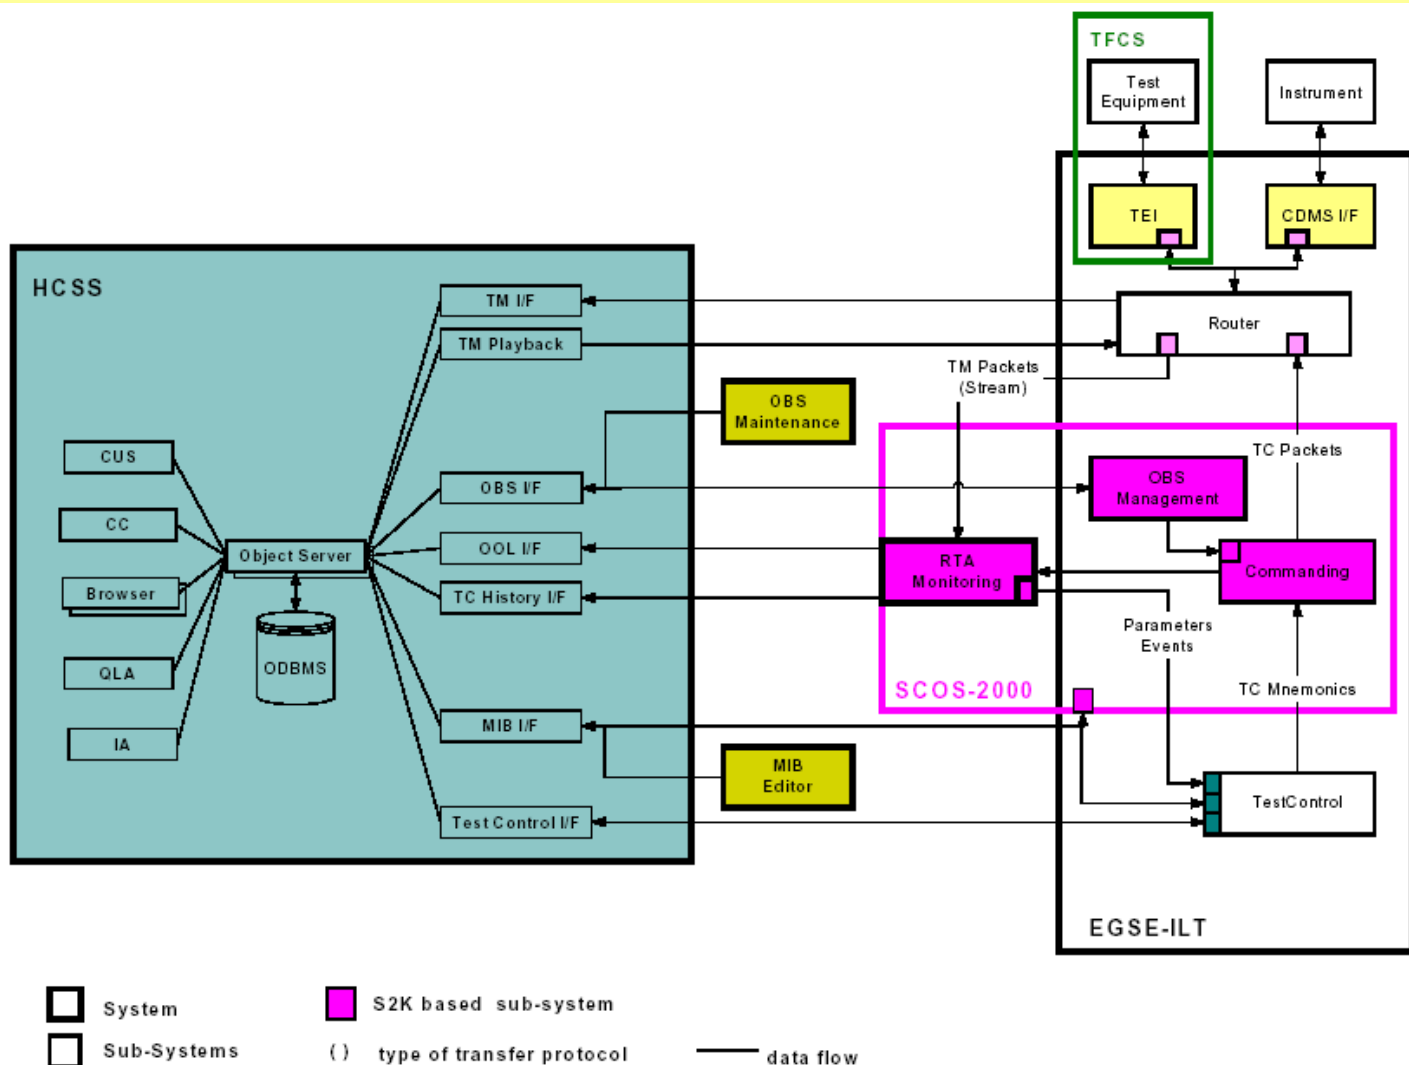 TFCS
Test
Equipment
Instrument
TEI
CDMS I/F
HCSS
TM I/F
Router
TM Playback
TM Packets
(Stream)
OBS
Maintenance
CUS
TC Packets
OBS I/F
OBS
Management
CC
Object Server
OOL I/F
RTA
Monitoring
Commanding
Browser
TC History I/F
Parameters
Events
ODBMS
QLA
SCOS-2000
TC Mnemonics
MIB I/F
IA
MIB
Editor
TestControl
Test Control I/F
EGSE-ILT
System
S2K based sub-system
Sub-Systems
( ) type of transfer protocol
data flow